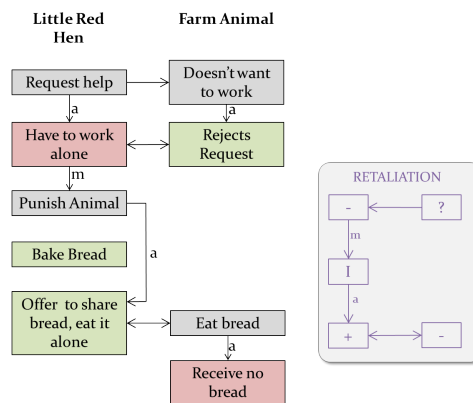 Little Red
Hen
Farm Animal
Request help
Doesn't want
to work
a
a
Have to work
alone
Rejects
Request
m
Punish Animal
a
Bake Bread
Offer to share
bread, eat it
alone
Eat bread
a
Receive no
bread
RETALIATION
-
?
m
I
a
+
-